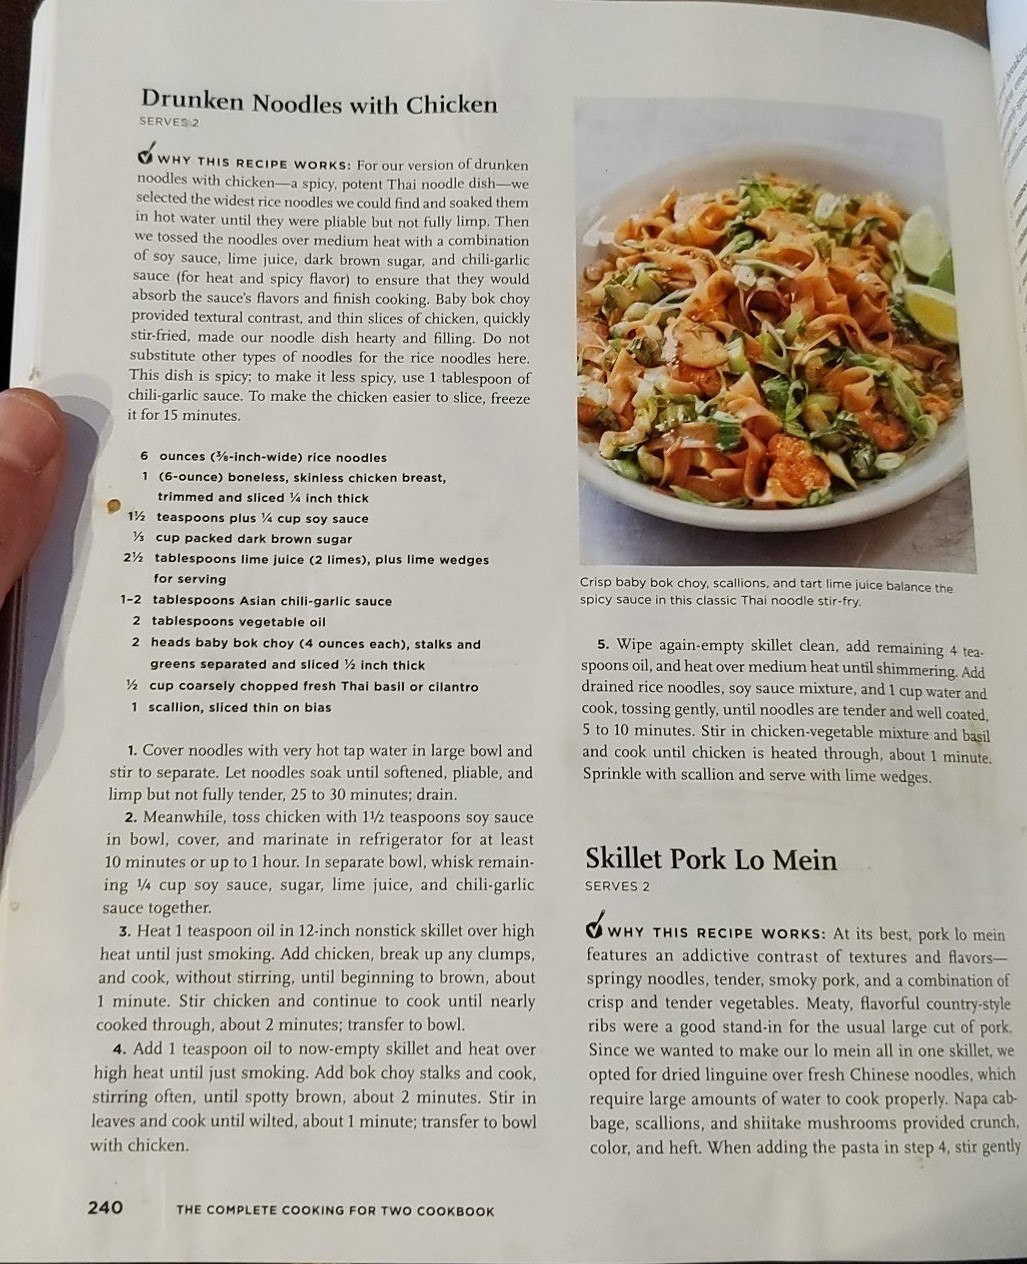 Drunken Noodles with Chicken
SERVES 2
WHY THIS RECIPE WORKS: For our version of drunken
noodles with chicken—a spicy, potent Thai noodle dish—we
selected the widest rice noodles we could find and soaked them
in hot water until they were pliable but not fully limp. Then
we tossed the noodles over medium heat with a combination
of soy sauce, lime juice, dark brown sugar, and chili-garlic
sauce (for heat and spicy flavor) to ensure that they would
absorb the sauce's flavors and finish cooking. Baby bok choy
provided textural contrast, and thin slices of chicken, quickly
stir-fried, made our noodle dish hearty and filling. Do not
substitute other types of noodles for the rice noodles here.
This dish is spicy; to make it less spicy, use 1 tablespoon of
chili-garlic sauce. To make the chicken easier to slice, freeze
it for 15 minutes.
6 ounces (⅜-inch-wide) rice noodles
1 (6-ounce) boneless, skinless chicken breast,
trimmed and sliced ¼ inch thick
1½ teaspoons plus ¼ cup soy sauce
⅓ cup packed dark brown sugar
2½ tablespoons lime juice (2 limes), plus lime wedges
for serving
1–2 tablespoons Asian chili-garlic sauce
2 tablespoons vegetable oil
2 heads baby bok choy (4 ounces each), stalks and
greens separated and sliced ½ inch thick
½ cup coarsely chopped fresh Thai basil or cilantro
1 scallion, sliced thin on bias
1. Cover noodles with very hot tap water in large bowl and
stir to separate. Let noodles soak until softened, pliable, and
limp but not fully tender, 25 to 30 minutes; drain.
2. Meanwhile, toss chicken with 1½ teaspoons soy sauce
in bowl, cover, and marinate in refrigerator for at least
10 minutes or up to 1 hour. In separate bowl, whisk remain-
ing ¼ cup soy sauce, sugar, lime juice, and chili-garlic
sauce together.
3. Heat 1 teaspoon oil in 12-inch nonstick skillet over high
heat until just smoking. Add chicken, break up any clumps,
and cook, without stirring, until beginning to brown, about
1 minute. Stir chicken and continue to cook until nearly
cooked through, about 2 minutes; transfer to bowl.
4. Add 1 teaspoon oil to now-empty skillet and heat over
high heat until just smoking. Add bok choy stalks and cook,
stirring often, until spotty brown, about 2 minutes. Stir in
leaves and cook until wilted, about 1 minute; transfer to bowl
with chicken.
Crisp baby bok choy, scallions, and tart lime juice balance the
spicy sauce in this classic Thai noodle stir-fry.
5. Wipe again-empty skillet clean, add remaining 4 tea-
spoons oil, and heat over medium heat until shimmering. Add
drained rice noodles, soy sauce mixture, and 1 cup water and
cook, tossing gently, until noodles are tender and well coated,
5 to 10 minutes. Stir in chicken-vegetable mixture and basil
and cook until chicken is heated through, about 1 minute.
Sprinkle with scallion and serve with lime wedges.
Skillet Pork Lo Mein
SERVES 2
WHY THIS RECIPE WORKS: At its best, pork lo mein
features an addictive contrast of textures and flavors—
springy noodles, tender, smoky pork, and a combination of
crisp and tender vegetables. Meaty, flavorful country-style
ribs were a good stand-in for the usual large cut of pork.
Since we wanted to make our lo mein all in one skillet, we
opted for dried linguine over fresh Chinese noodles, which
require large amounts of water to cook properly. Napa cab-
bage, scallions, and shiitake mushrooms provided crunch,
color, and heft. When adding the pasta in step 4, stir gently
240 THE COMPLETE COOKING FOR TWO COOKBOOK